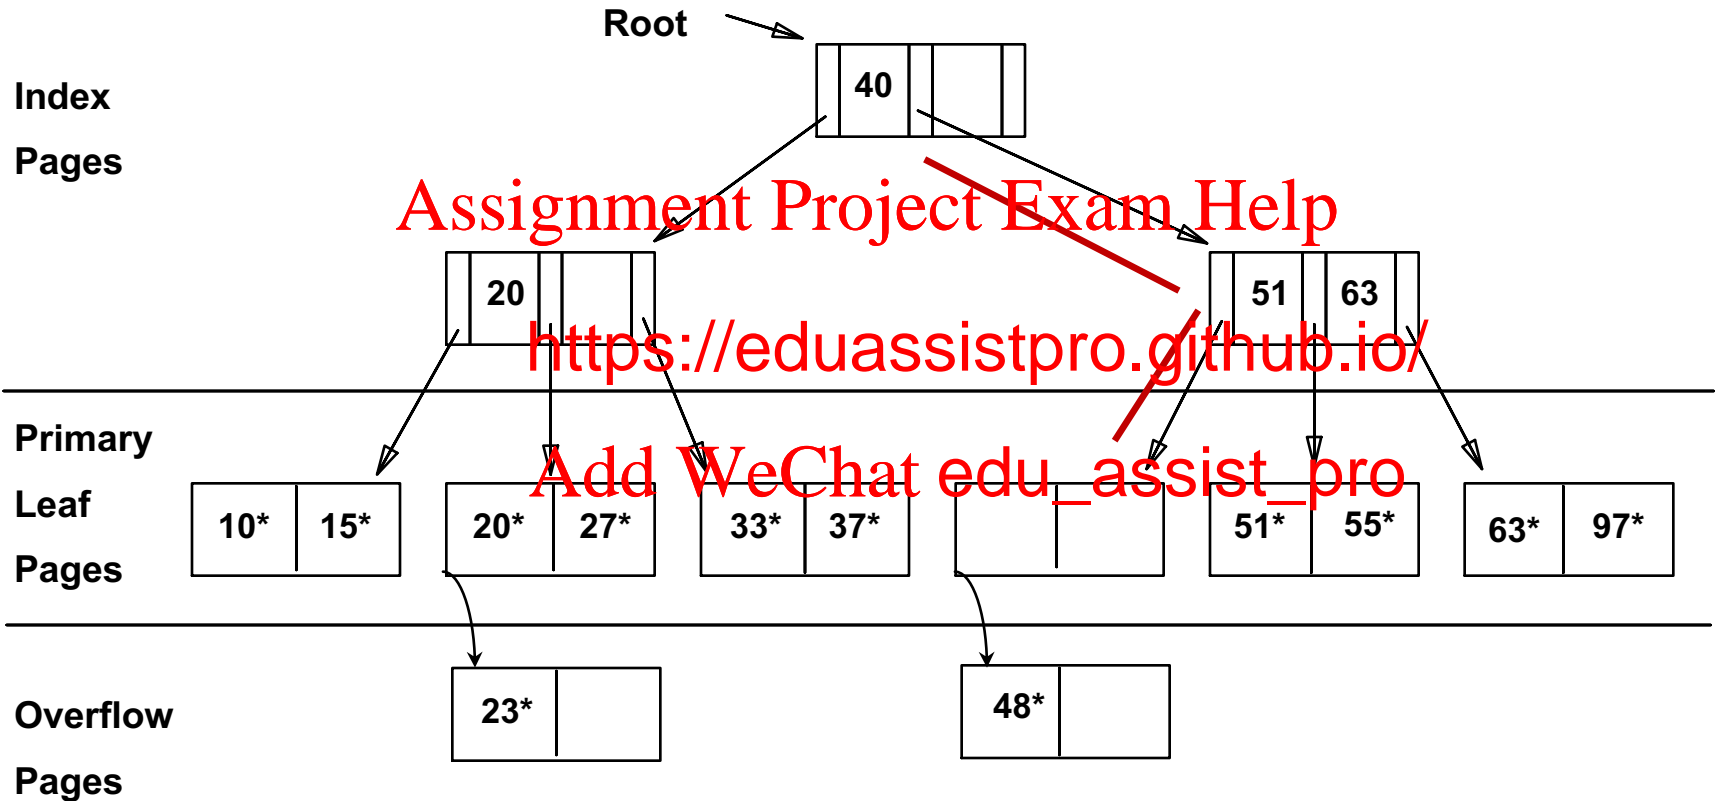 Root
40
Index
Pages
Assignment Project Exam Help
20
51 63
https://eduassistpro.github.io/
Primary
Leaf
Pages
Add WeChat edu_assist_pro
10* 15* 20* 27* 33* 37* 51* 55* 63* 97*
Overflow
Pages
23* 48*